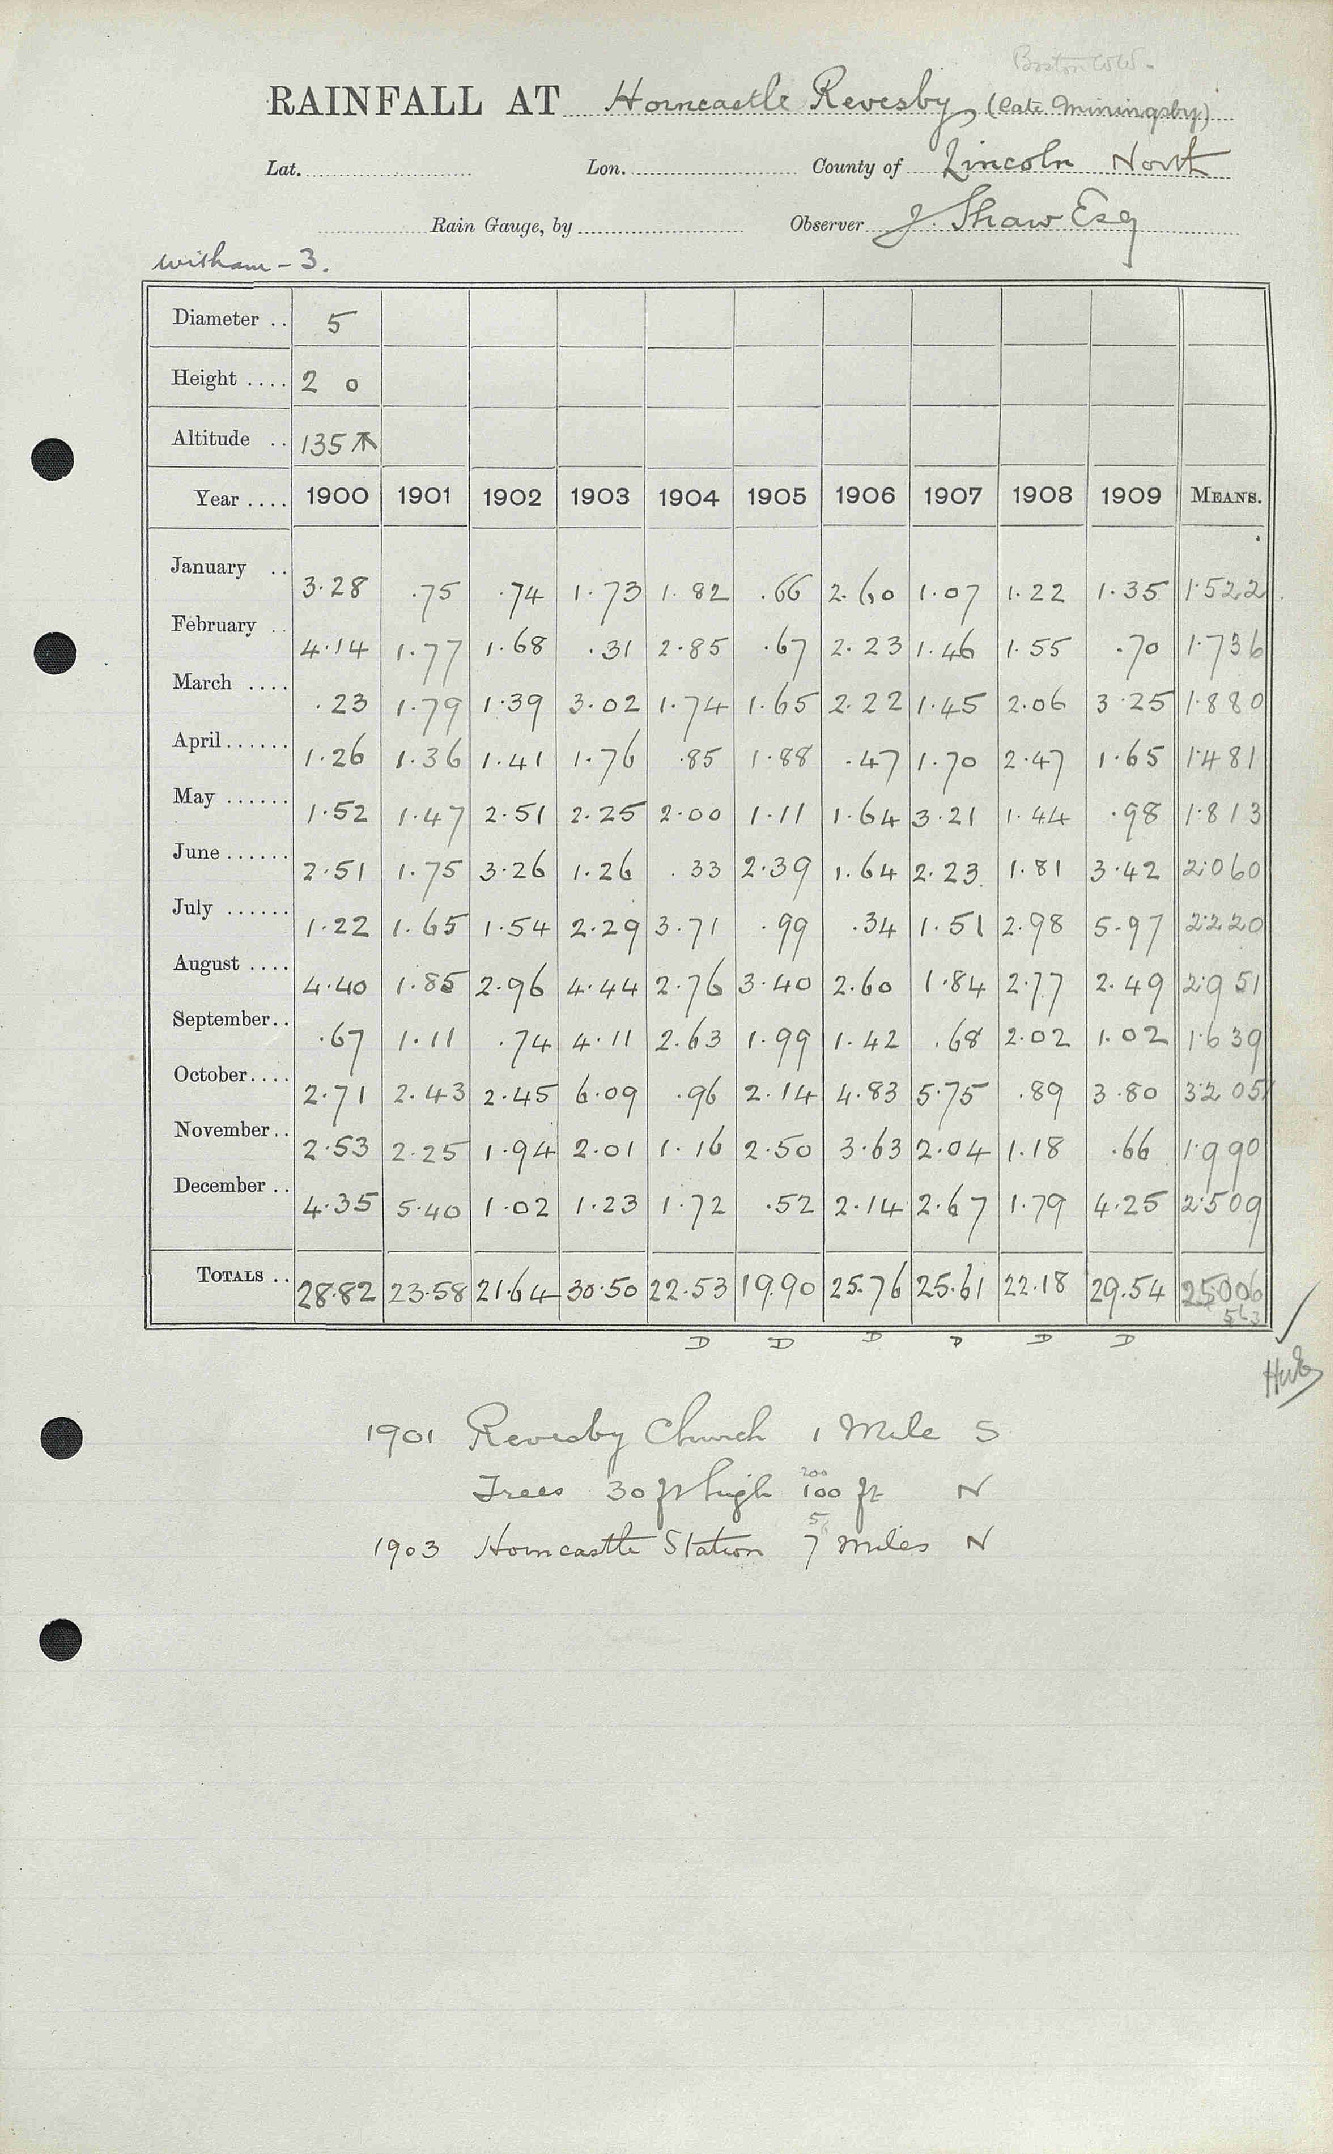 Boston W.W.
RAINFALL AT Horncastle Revesby (late Miningsby)
Lat. Lon. County of Lincoln North
Rain Gauge, by Observer J. Shaw Esq
Witham - 3.
Diameter .. 5
Height .... 2 0
Altitude .. 135
Year .... 1900 1901 1902 1903 1904 1905 1906 1907 1908 1909 MEANS.
January .. 3.28 .75 .74 1.73 1.82 .66 2.60 1.07 1.22 1.35 1.522
February .. 4.14 1.77 1.68 .31 2.85 .67 2.23 1.46 1.55 .70 1.736
March .... .23 1.79 1.39 3.02 1.74 1.65 2.22 1.45 2.06 3.25 1.880
April...... 1.26 1.36 1.41 1.76 .85 1.88 .47 1.70 2.47 1.65 1.481
May ...... 1.52 1.47 2.51 2.25 2.00 1.11 1.64 3.21 1.44 .98 1.813
June...... 2.51 1.75 3.26 1.26 .33 2.39 1.64 2.23 1.81 3.42 2.060
July ...... 1.22 1.65 1.54 2.29 3.71 .99 .34 1.51 2.98 5.97 2.220
August .... 4.40 1.85 2.96 4.44 2.76 3.40 2.60 1.84 2.77 2.49 2.951
September.. .67 1.11 .74 4.11 2.63 1.99 1.42 .68 2.02 1.02 1.639
October.... 2.71 2.43 2.45 6.09 .96 2.14 4.83 5.75 .89 3.80 3.205
November.. 2.53 2.25 1.94 2.01 1.16 2.50 3.63 2.04 1.18 .66 1.990
December .. 4.35 5.40 1.02 1.23 1.72 .52 2.14 2.67 1.79 4.25 2.509
TOTALS .. 28.82 23.58 21.64 30.50 22.53 19.90 25.76 25.61 22.18 29.54 25.006
563
D D D D D D
1901 Revesby Church 1 Mile S
200
Trees 30 ft high 100 ft N
5
1903 Horncastle Station 7 miles N